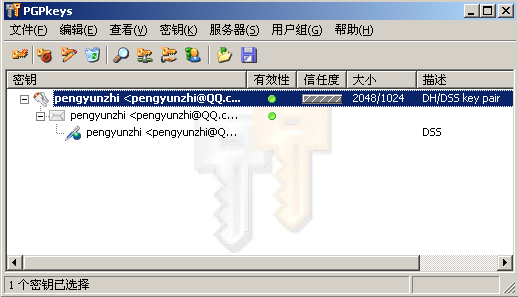 PGPkeys
文件(F) 编辑(E) 查看(V) 密钥(K) 服务器(S) 用户组(G) 帮助(H)
密钥 有效性 信任度 大小 描述
pengyunzhi <pengyunzhi@QQ.c... 2048/1024 DH/DSS key pair
pengyunzhi <pengyunzhi@QQ.c...
pengyunzhi <pengyunzhi@Q... DSS
1 个密钥已选择